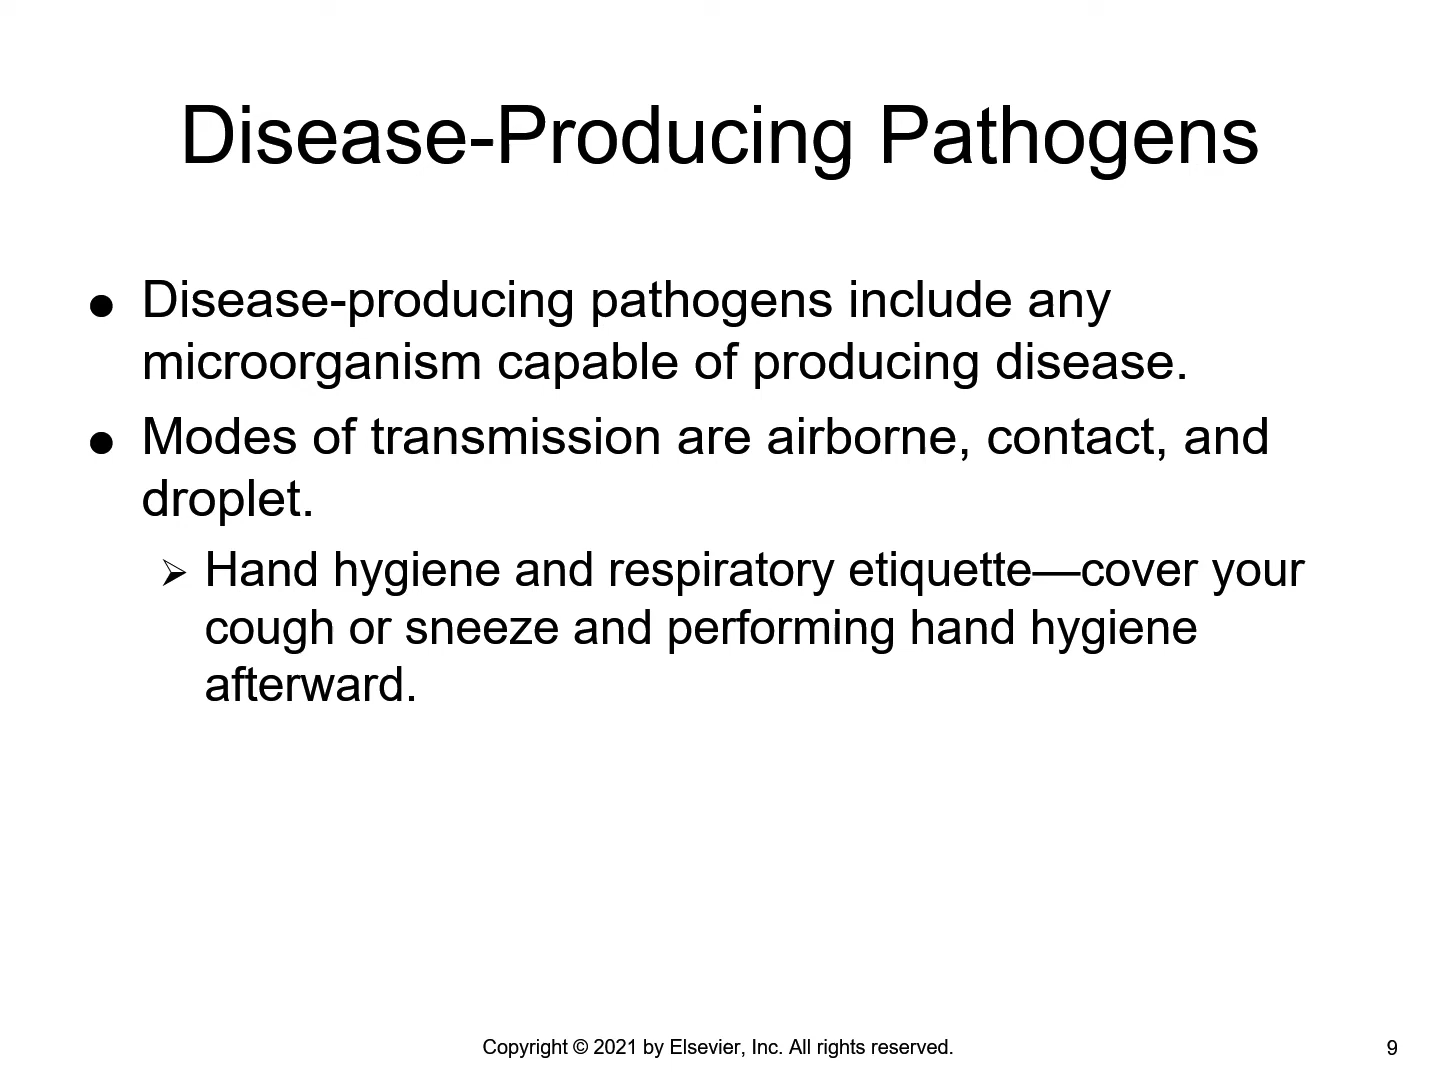 Disease-Producing Pathogens
● Disease-producing pathogens include any
microorganism capable of producing disease.
● Modes of transmission are airborne, contact, and
droplet.
➢ Hand hygiene and respiratory etiquette—cover your
cough or sneeze and performing hand hygiene
afterward.
Copyright © 2021 by Elsevier, Inc. All rights reserved.
9